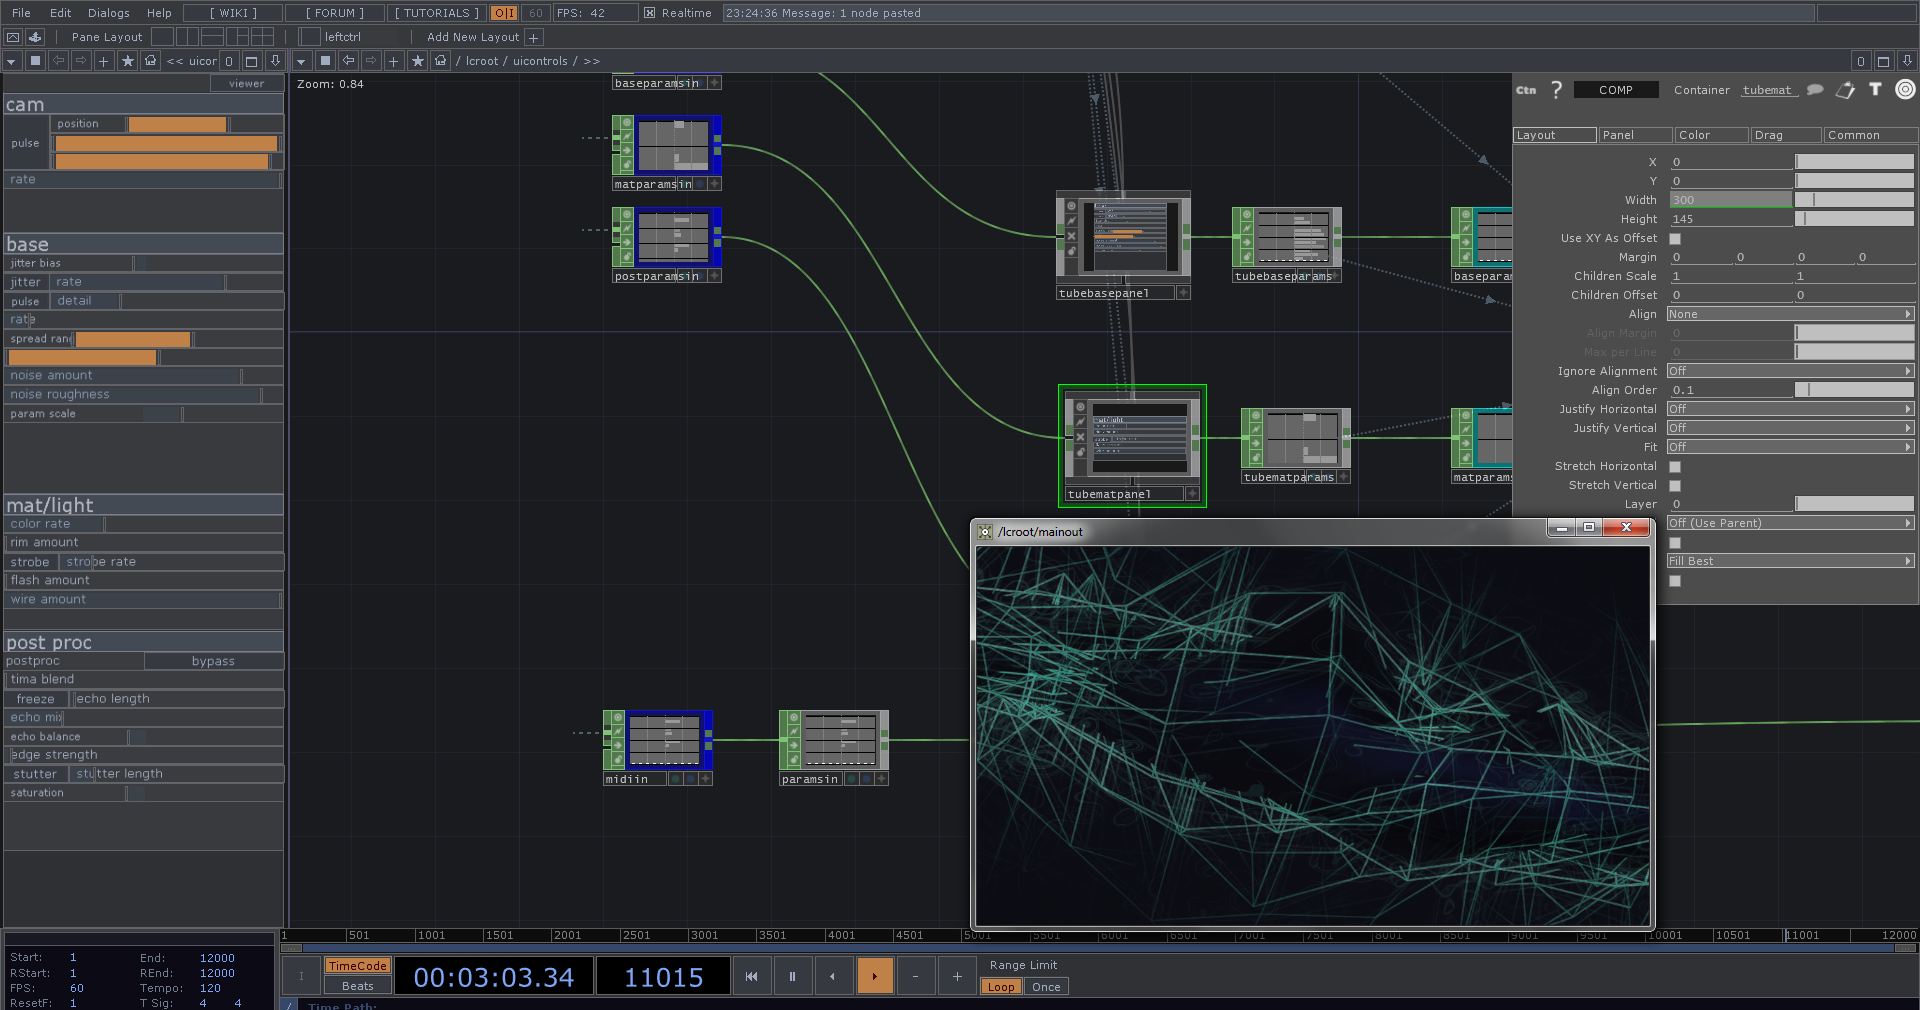 File Edit Dialogs Help [ WIKI ] [ FORUM ] [ TUTORIALS ] O|I 60 FPS: 42 Realtime 23:24:36 Message: 1 node pasted
Pane Layout leftctrl Add New Layout +
<< uicor 0 / lcroot / uicontrols / >> 0
viewer
Zoom: 0.84
cam
position
pulse
rate
base
jitter bias
jitter rate
pulse detail
rate
spread rang
noise amount
noise roughness
param scale
mat/light
color rate
rim amount
strobe strobe rate
flash amount
wire amount
post proc
postproc bypass
tima blend
freeze echo length
echo mix
echo balance
edge strength
stutter stutter length
saturation
baseparamsin
matparamsin
postparamsin
tubebasepanel
tubebaseparams
baseparam
mat/light
tubematpanel
tubematparams
matparams
midiin
paramsin
Ctn ? COMP Container tubemat
Layout Panel Color Drag Common
X 0
Y 0
Width 300
Height 145
Use XY As Offset
Margin 0 0 0 0
Children Scale 1 1
Children Offset 0 0
Align None
Align Margin 0
Max per Line 0
Ignore Alignment Off
Align Order 0.1
Justify Horizontal Off
Justify Vertical Off
Fit Off
Stretch Horizontal
Stretch Vertical
Layer 0
Off (Use Parent)
Fill Best
/lcroot/mainout
1 501 1001 1501 2001 2501 3001 3501 4001 4501 5001 5501 6001 6501 7001 7501 8001 8501 9001 9501 10001 10501 11001 12000
Start: 1 End: 12000
RStart: 1 REnd: 12000
FPS: 60 Tempo: 120
ResetF: 1 T Sig: 4 4
TimeCode
Beats
00:03:03.34 11015
Range Limit
Loop Once
/ Time Path: